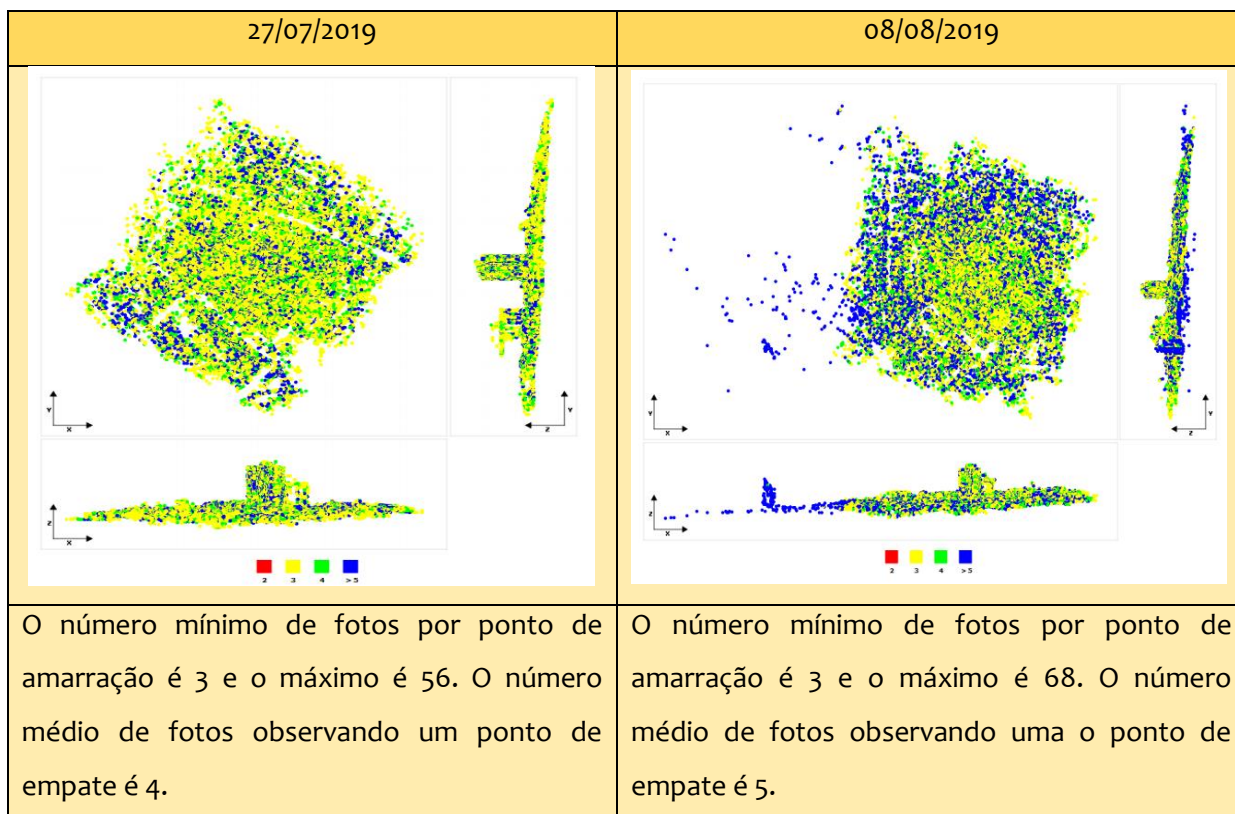 27/07/2019
08/08/2019
Y
X
Y
Z
Z
X
2 3 4 >5
Y
X
Y
Z
Z
X
2 3 4 >5
O número mínimo de fotos por ponto de
amarração é 3 e o máximo é 56. O número
médio de fotos observando um ponto de
empate é 4.
O número mínimo de fotos por ponto de
amarração é 3 e o máximo é 68. O número
médio de fotos observando uma o ponto de
empate é 5.